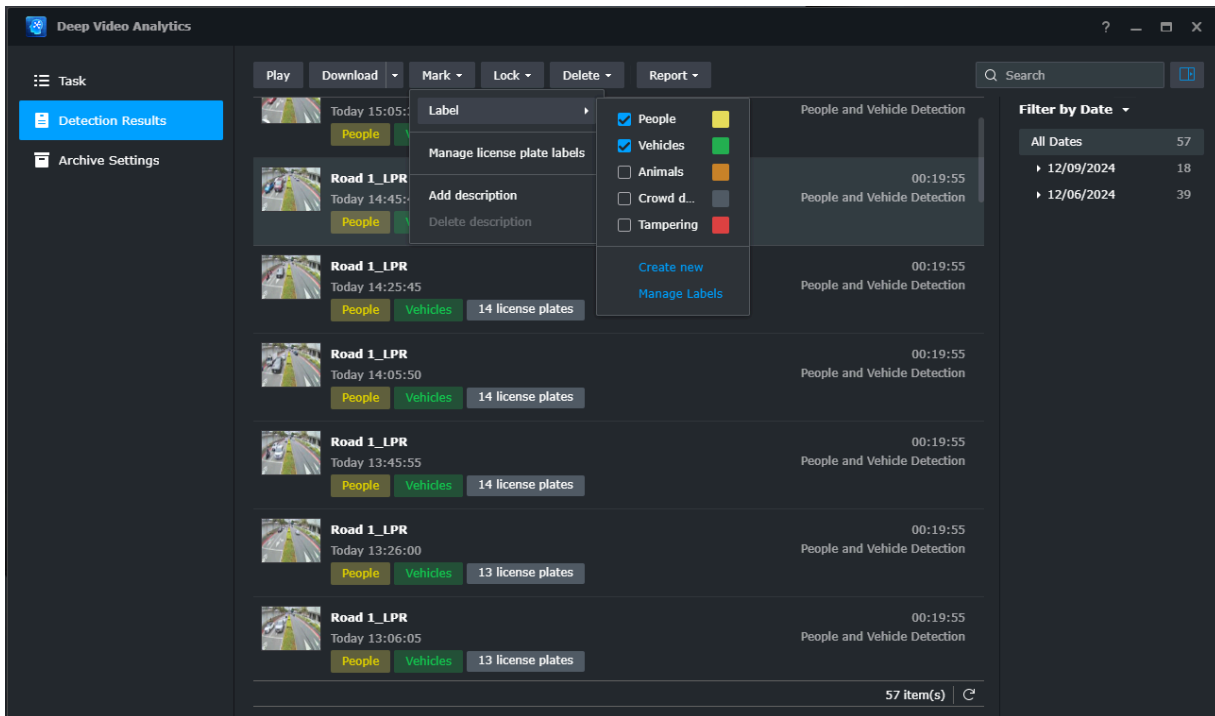 Deep Video Analytics
?
Task
Detection Results
Archive Settings
Play Download Mark Lock Delete Report
Search
Today 15:05: People and Vehicle Detection
People
Road 1_LPR 00:19:55
Today 14:45: People and Vehicle Detection
People
Label
Manage license plate labels
Add description
Delete description
People
Vehicles
Animals
Crowd d...
Tampering
Create new
Manage Labels
Road 1_LPR 00:19:55
Today 14:25:45 People and Vehicle Detection
People Vehicles 14 license plates
Road 1_LPR 00:19:55
Today 14:05:50 People and Vehicle Detection
People Vehicles 14 license plates
Road 1_LPR 00:19:55
Today 13:45:55 People and Vehicle Detection
People Vehicles 14 license plates
Road 1_LPR 00:19:55
Today 13:26:00 People and Vehicle Detection
People Vehicles 13 license plates
Road 1_LPR 00:19:55
Today 13:06:05 People and Vehicle Detection
People Vehicles 13 license plates
57 item(s)
Filter by Date
All Dates 57
12/09/2024 18
12/06/2024 39